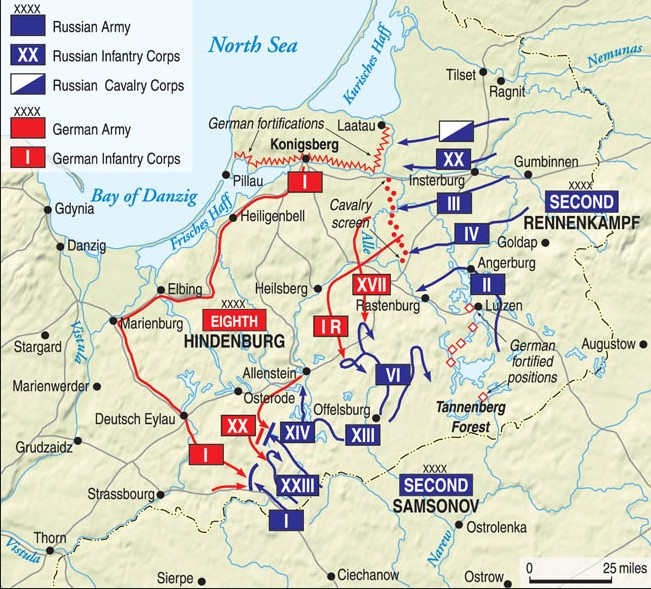 XXXX
Russian Army
XX
Russian Infantry Corps
Russian Cavalry Corps
XXXX
German Army
I
German Infantry Corps
North Sea
Kurisches Haff
Nemunas
Tilset
Ragnit
German fortifications
Laatau
Konigsberg
XX
Gumbinnen
Insterburg
Pillau
I
Bay of Danzig
Cavalry
screen
III
XXXX
SECOND
RENNENKAMPF
Gdynia
Frisches Haff
Heiligenbell
Alle
IV
Goldap
Danzig
Angerburg
Elbing
Heilsberg
XVII
Rastenburg
II
Lutzen
XXXX
EIGHTH
HINDENBURG
Marienburg
I R
Stargard
Vistula
German
fortified
positions
Augustow
Allenstein
VI
Marienwerder
Osterode
Offelsburg
Tannenberg
Forest
Deutsch Eylau
XX
XIV
XIII
Grudzaidz
I
XXIII
XXXX
SECOND
SAMSONOV
Strassbourg
I
Ostrolenka
Thorn
Vistula
Narew
Sierpe
Ciechanow
Ostrow
0
25 miles